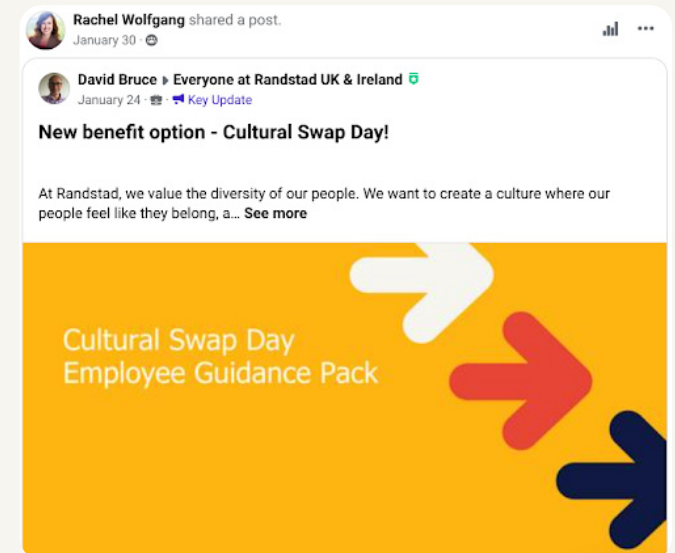 Rachel Wolfgang shared a post.
January 30 ·
David Bruce ▸ Everyone at Randstad UK & Ireland
January 24 · · Key Update
New benefit option - Cultural Swap Day!
At Randstad, we value the diversity of our people. We want to create a culture where our
people feel like they belong, a... See more
Cultural Swap Day
Employee Guidance Pack